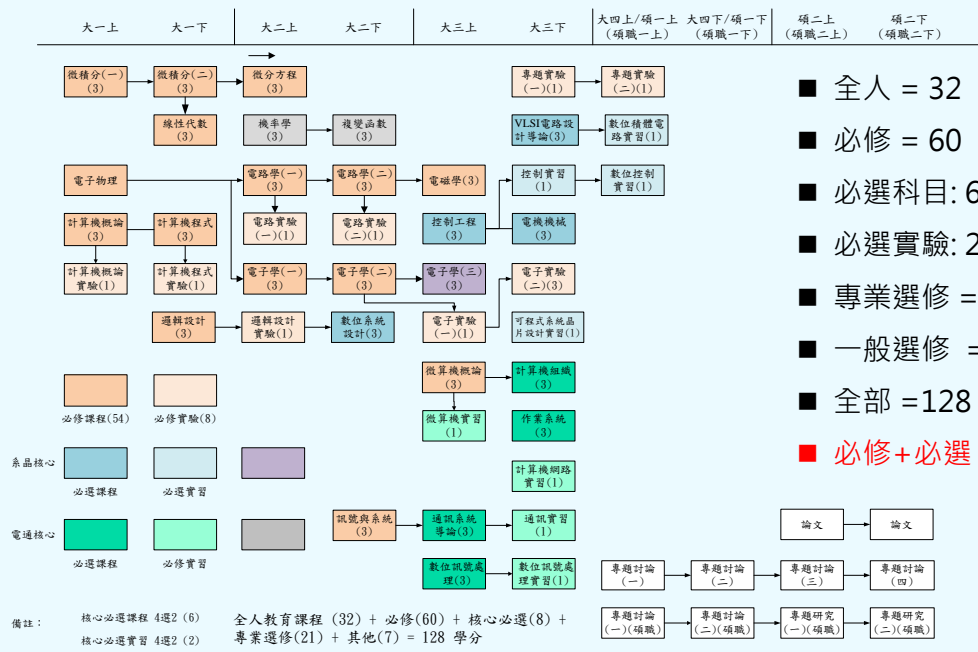 大一上
大一下
大二上
大二下
大三上
大三下
大四上/碩一上
(碩職一上)
大四下/碩一下
(碩職一下)
碩二上
(碩職二上)
碩二下
(碩職二下)
微積分(一)
(3)
微積分(二)
(3)
微分方程
(3)
專題實驗
(一)(1)
專題實驗
(二)(1)
線性代數
(3)
機率學
(3)
複變函數
(3)
VLSI電路設
計導論(3)
數位積體電
路實習(1)
電子物理
電路學(一)
(3)
電路學(二)
(3)
電磁學(3)
控制實習
(1)
數位控制
實習(1)
計算機概論
(3)
計算機程式
(3)
電路實驗
(一)(1)
電路實驗
(二)(1)
控制工程
(3)
電機機械
(3)
計算機概論
實驗(1)
計算機程式
實驗(1)
電子學(一)
(3)
電子學(二)
(3)
電子學(三)
(3)
電子實驗
(二)(3)
邏輯設計
(3)
邏輯設計
實驗(1)
數位系統
設計(3)
電子實驗
(一)(1)
可程式系統晶
片設計實習(1)
微算機概論
(3)
計算機組織
(3)
必修課程(54)
必修實驗(8)
微算機實習
(1)
作業系統
(3)
系晶核心
必選課程
必選實習
計算機網路
實習(1)
電通核心
必選課程
必修實習
訊號與系統
(3)
通訊系統
導論(3)
通訊實習
(1)
論文
論文
數位訊號處
理(3)
數位訊號處
理實習(1)
專題討論
(一)
專題討論
(二)
專題討論
(三)
專題討論
(四)
專題討論
(一)(碩職)
專題討論
(二)(碩職)
專題研究
(一)(碩職)
專題研究
(二)(碩職)
備註：
核心必選課程 4選2 (6)
核心必選實習 4選2 (2)
全人教育課程 (32) + 必修(60) + 核心必選(8) +
專業選修(21) + 其他(7) = 128 學分
■ 全人 = 32
■ 必修 = 60
■ 必選科目: 6
■ 必選實驗: 2
■ 專業選修 =
■ 一般選修 =
■ 全部 =128
■ 必修+必選